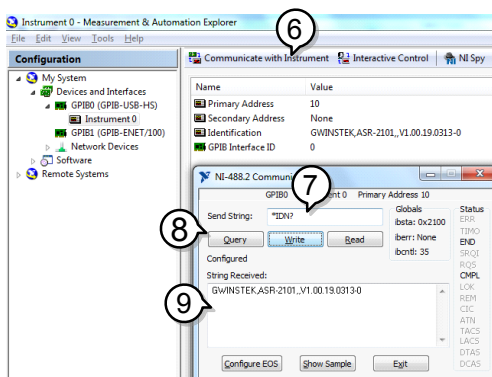 Instrument 0 - Measurement & Automation Explorer
File Edit View Tools Help
6
Configuration
Communicate with Instrument Interactive Control NI Spy
My System
Devices and Interfaces
GPIB0 (GPIB-USB-HS)
Instrument 0
GPIB1 (GPIB-ENET/100)
Network Devices
Software
Remote Systems
Name Value
Primary Address 10
Secondary Address None
Identification GWINSTEK,ASR-2101,,V1.00.19.0313-0
GPIB Interface ID 0
NI-488.2 Communi
7
GPIB0 nt 0 Primary Address 10
Send String: *IDN?
8
Query Write Read
Configured
Globals
ibsta: 0x2100
iberr: None
ibcntl: 35
Status
ERR
TIMO
END
SRQI
RQS
CMPL
LOK
REM
CIC
ATN
TACS
LACS
DTAS
DCAS
String Received:
9
GWINSTEK,ASR-2101,,V1.00.19.0313-0
Configure EOS Show Sample Exit